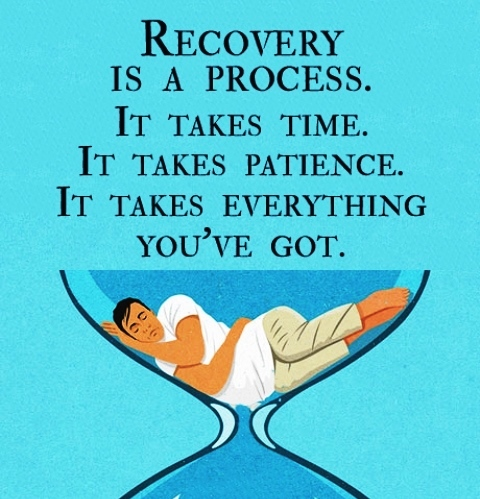 Recovery
is a process.
It takes time.
It takes patience.
It takes everything
you've got.